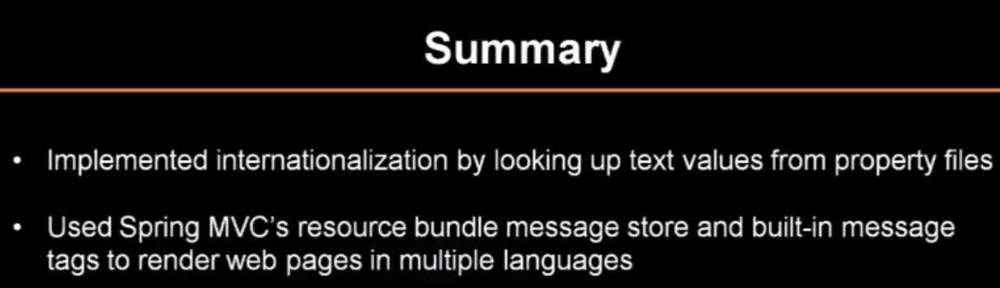 Summary
• Implemented internationalization by looking up text values from property files
• Used Spring MVC’s resource bundle message store and built-in message
tags to render web pages in multiple languages